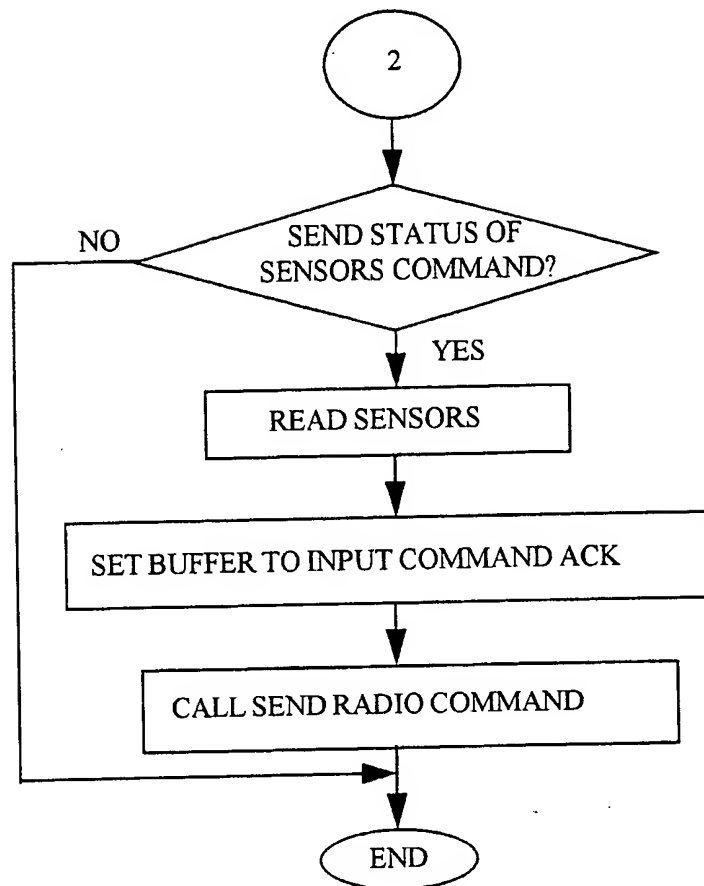 2
SEND STATUS OF
SENSORS COMMAND?
NO
YES
READ SENSORS
SET BUFFER TO INPUT COMMAND ACK
CALL SEND RADIO COMMAND
END